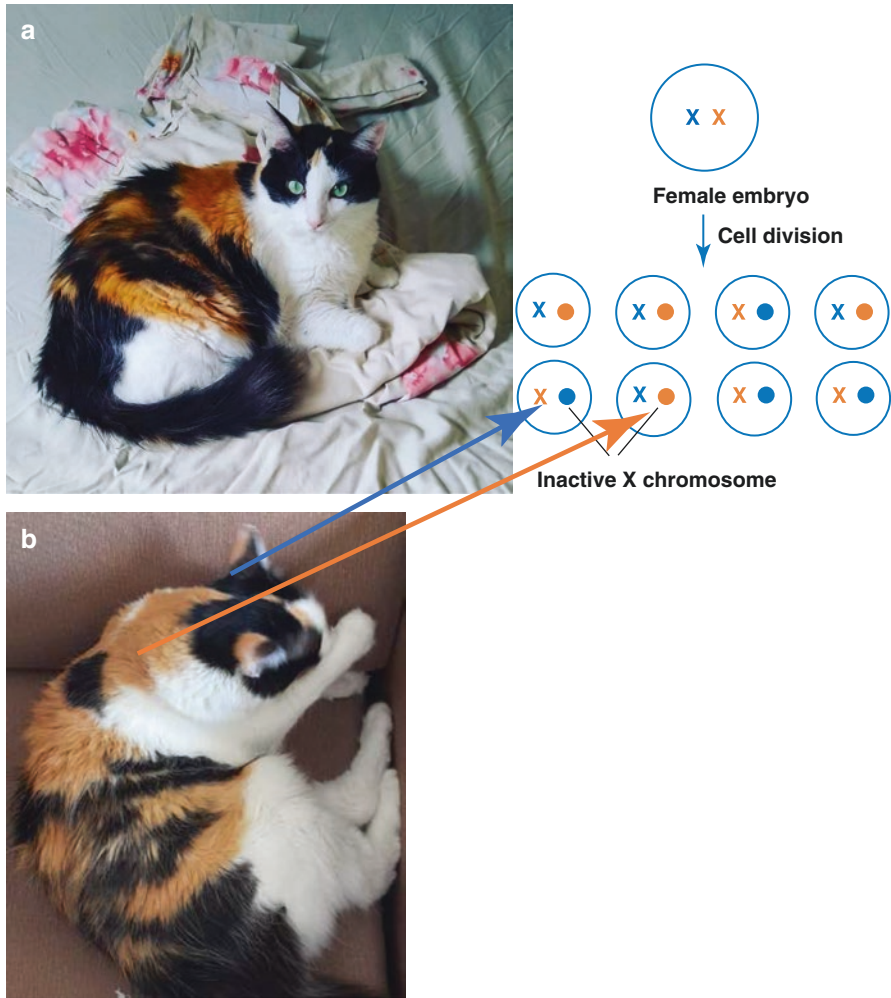 a
X X
Female embryo
Cell division
X X X X
X X X X
Inactive X chromosome
b